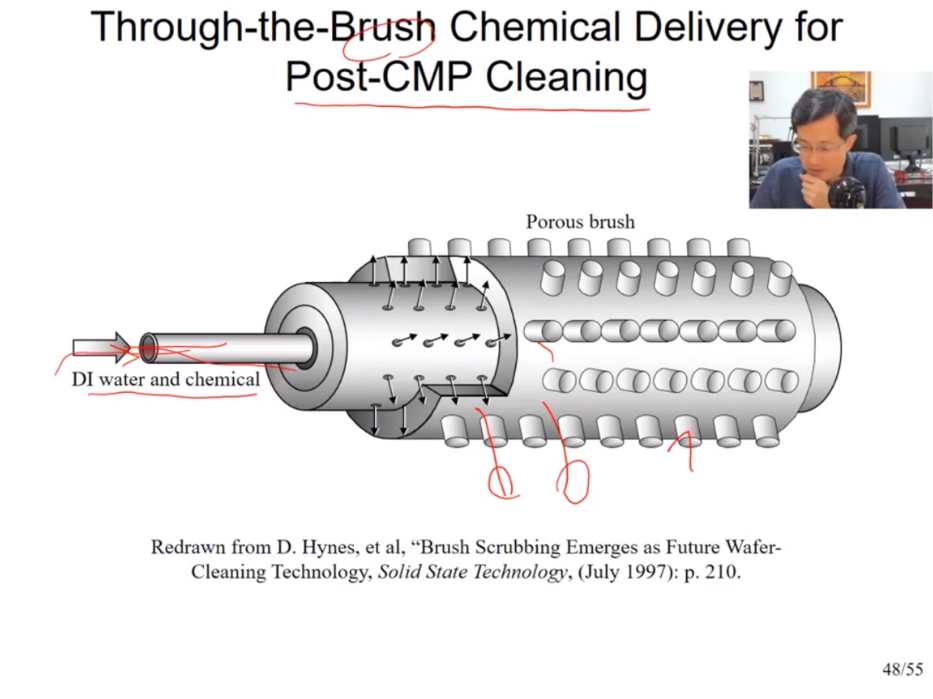 Through-the-Brush Chemical Delivery for
Post-CMP Cleaning
Porous brush
DI water and chemical
Redrawn from D. Hynes, et al, “Brush Scrubbing Emerges as Future Wafer-
Cleaning Technology, Solid State Technology, (July 1997): p. 210.
48/55